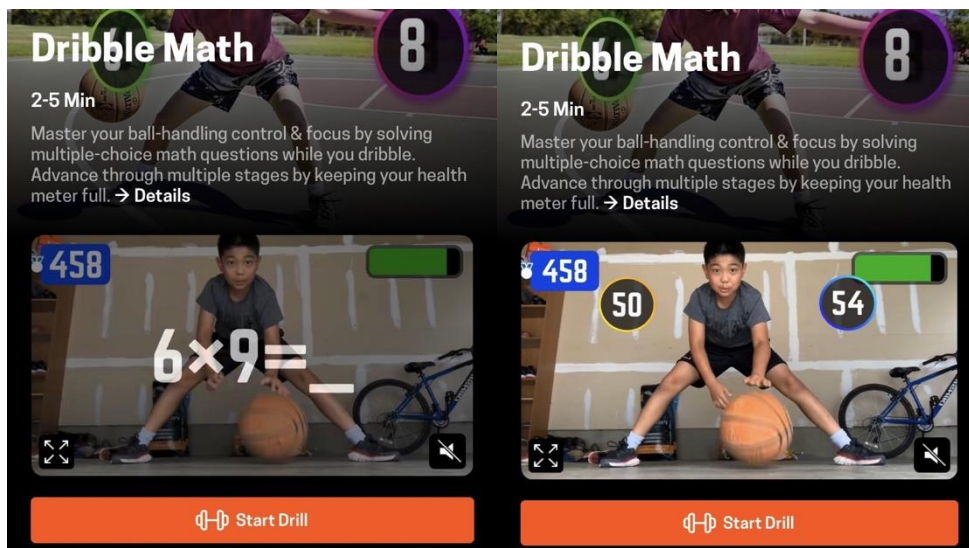 Dribble Math
6
8
2-5 Min
Master your ball-handling control & focus by solving
multiple-choice math questions while you dribble.
Advance through multiple stages by keeping your health
meter full. → Details
458
6×9=_
Start Drill
Dribble Math
6
8
2-5 Min
Master your ball-handling control & focus by solving
multiple-choice math questions while you dribble.
Advance through multiple stages by keeping your health
meter full. → Details
458
50
54
Start Drill